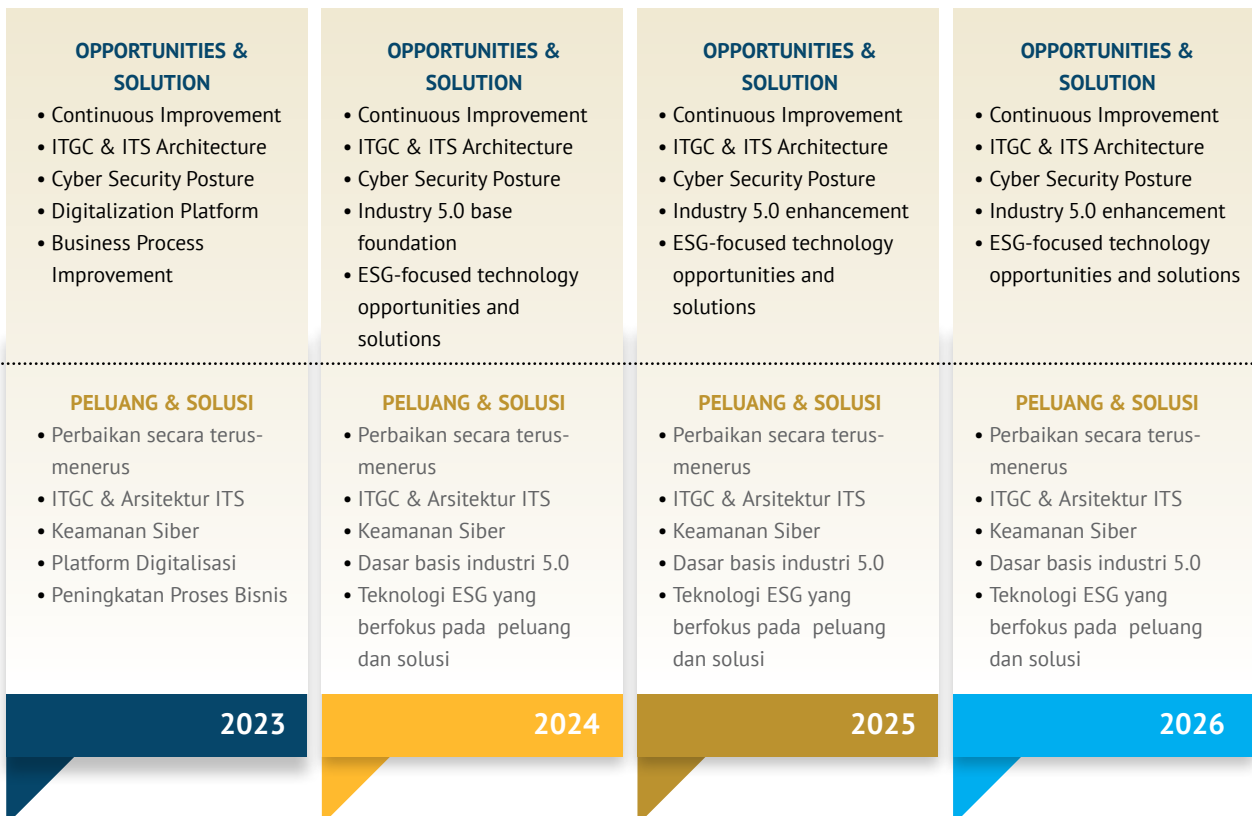 OPPORTUNITIES &
SOLUTION
• Continuous Improvement
• ITGC & ITS Architecture
• Cyber Security Posture
• Digitalization Platform
• Business Process
Improvement
PELUANG & SOLUSI
• Perbaikan secara terus-
menerus
• ITGC & Arsitektur ITS
• Keamanan Siber
• Platform Digitalisasi
• Peningkatan Proses Bisnis
2023
OPPORTUNITIES &
SOLUTION
• Continuous Improvement
• ITGC & ITS Architecture
• Cyber Security Posture
• Industry 5.0 base
foundation
• ESG-focused technology
opportunities and
solutions
PELUANG & SOLUSI
• Perbaikan secara terus-
menerus
• ITGC & Arsitektur ITS
• Keamanan Siber
• Dasar basis industri 5.0
• Teknologi ESG yang
berfokus pada  peluang
dan solusi
2024
OPPORTUNITIES &
SOLUTION
• Continuous Improvement
• ITGC & ITS Architecture
• Cyber Security Posture
• Industry 5.0 enhancement
• ESG-focused technology
opportunities and
solutions
PELUANG & SOLUSI
• Perbaikan secara terus-
menerus
• ITGC & Arsitektur ITS
• Keamanan Siber
• Dasar basis industri 5.0
• Teknologi ESG yang
berfokus pada  peluang
dan solusi
2025
OPPORTUNITIES &
SOLUTION
• Continuous Improvement
• ITGC & ITS Architecture
• Cyber Security Posture
• Industry 5.0 enhancement
• ESG-focused technology
opportunities and solutions
PELUANG & SOLUSI
• Perbaikan secara terus-
menerus
• ITGC & Arsitektur ITS
• Keamanan Siber
• Dasar basis industri 5.0
• Teknologi ESG yang
berfokus pada  peluang
dan solusi
2026